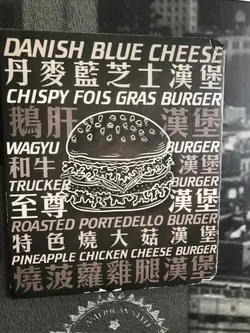 DANISH BLUE CHEESE
丹麥藍芝士漢堡
CHISPY FOIS GRAS BURGER
鵝肝 漢堡
WAGYU BURGER
和牛 漢堡
TRUCKER BURGER
至尊 漢堡
ROASTED PORTEDELLO BURGER
特色燒大菇漢堡
PINEAPPLE CHICKEN CHEESE BURGER
燒菠蘿雞腿漢堡